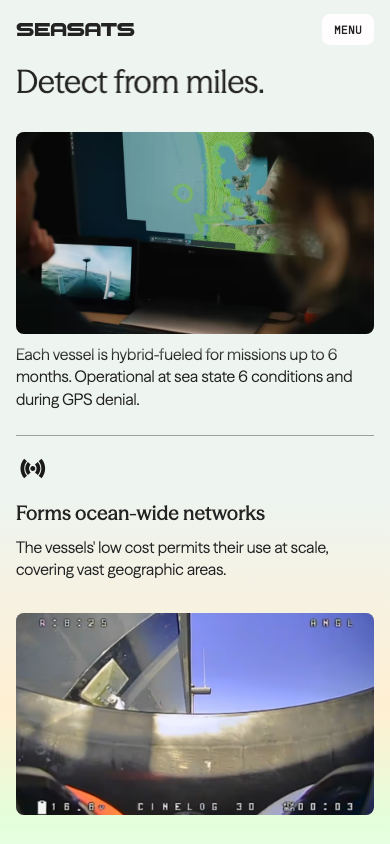 SEASATS
MENU
Detect from miles.
Each vessel is hybrid-fueled for missions up to 6
months. Operational at sea state 6 conditions and
during GPS denial.
Forms ocean-wide networks
The vessels' low cost permits their use at scale,
covering vast geographic areas.
ANGL
CINELOG 30
00:03